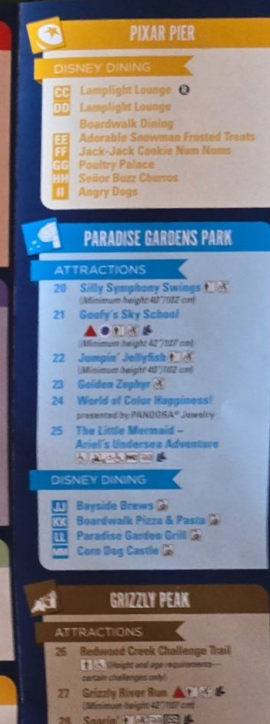 PIXAR PIER
DISNEY DINING
CC Lamplight Lounge R
DD Lamplight Lounge
Boardwalk Dining
EE Adorable Snowman Frosted Treats
FF Jack-Jack Cookie Num Nums
GG Poultry Palace
HH Señor Buzz Churros
II Angry Dogs
PARADISE GARDENS PARK
ATTRACTIONS
20 Silly Symphony Swings
(Minimum height 40"/102 cm)
21 Goofy's Sky School
(Minimum height 42"/107 cm)
22 Jumpin' Jellyfish
(Minimum height 40"/102 cm)
23 Golden Zephyr
24 World of Color Happiness!
presented by PANDORA® Jewelry
25 The Little Mermaid –
Ariel's Undersea Adventure
DISNEY DINING
JJ Bayside Brews
KK Boardwalk Pizza & Pasta
LL Paradise Garden Grill
MM Corn Dog Castle
GRIZZLY PEAK
ATTRACTIONS
26 Redwood Creek Challenge Trail
(Height and age requirements—
certain challenges only)
27 Grizzly River Run
(Minimum height 42"/107 cm)
28 Soarin'